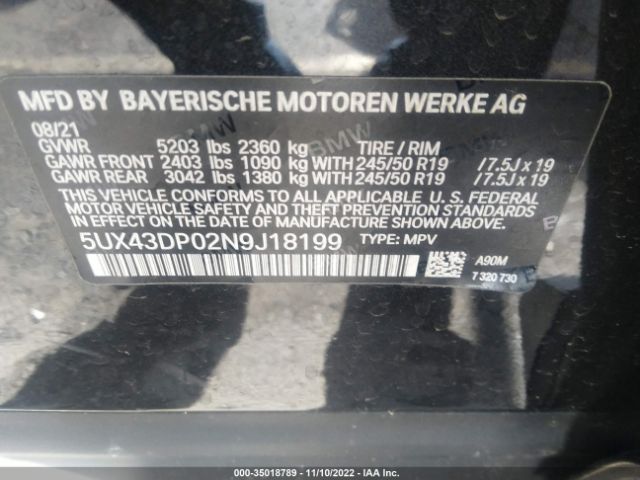 MFD BY BAYERISCHE MOTOREN WERKE AG
08/21
GVWR 5203 lbs 2360 kg TIRE / RIM
GAWR FRONT 2403 lbs 1090 kg WITH 245/50 R19 / 7.5J x 19
GAWR REAR 3042 lbs 1380 kg WITH 245/50 R19 / 7.5J x 19
THIS VEHICLE CONFORMS TO ALL APPLICABLE U.S. FEDERAL
MOTOR VEHICLE SAFETY AND THEFT PREVENTION STANDARDS
IN EFFECT ON THE DATE OF MANUFACTURE SHOWN ABOVE.
5UX43DP02N9J18199 TYPE: MPV
A90M
7 320 730
000-35018789 - 11/10/2022 - IAA, Inc.